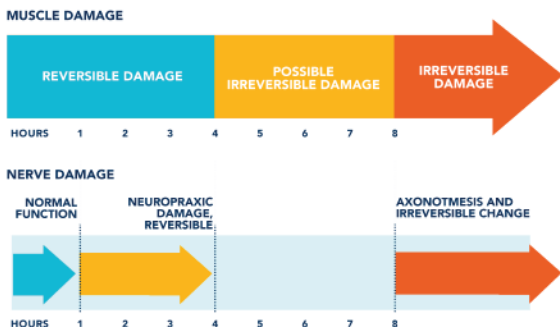 MUSCLE DAMAGE
REVERSIBLE DAMAGE
POSSIBLE
IRREVERSIBLE DAMAGE
IRREVERSIBLE
DAMAGE
HOURS 1 2 3 4 5 6 7 8
NERVE DAMAGE
NORMAL
FUNCTION
NEUROPRAXIC
DAMAGE,
REVERSIBLE
AXONOTMESIS AND
IRREVERSIBLE CHANGE
HOURS 1 2 3 4 5 6 7 8